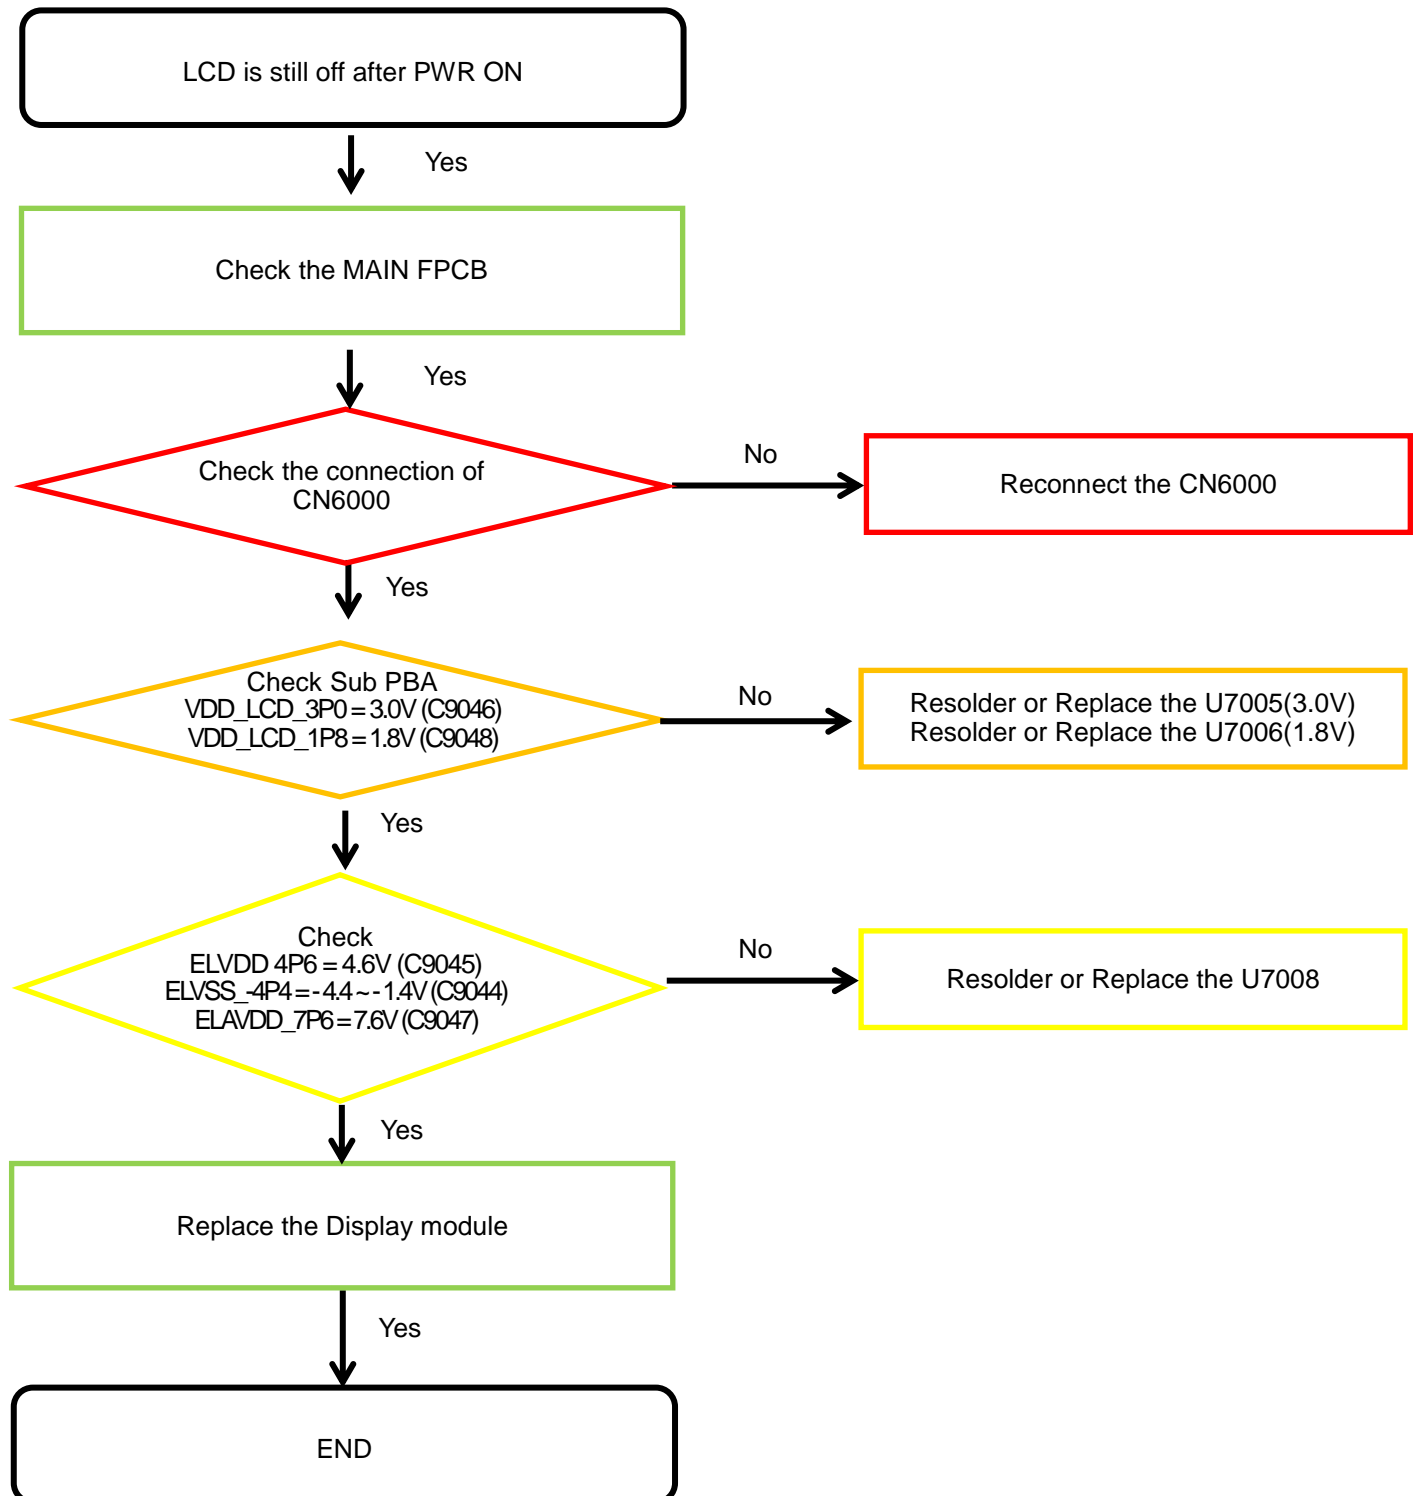 LCD is still off after PWR ON
Yes
Check the MAIN FPCB
Yes
Check the connection of
CN6000
No
Reconnect the CN6000
Yes
Check Sub PBA
VDD_LCD_3P0 = 3.0V (C9046)
VDD_LCD_1P8 = 1.8V (C9048)
No
Resolder or Replace the U7005(3.0V)
Resolder or Replace the U7006(1.8V)
Yes
Check
ELVDD 4P6 = 4.6V (C9045)
ELVSS_-4P4 = -4.4 ~ -1.4V (C9044)
ELAVDD_7P6 = 7.6V (C9047)
No
Resolder or Replace the U7008
Yes
Replace the Display module
Yes
END